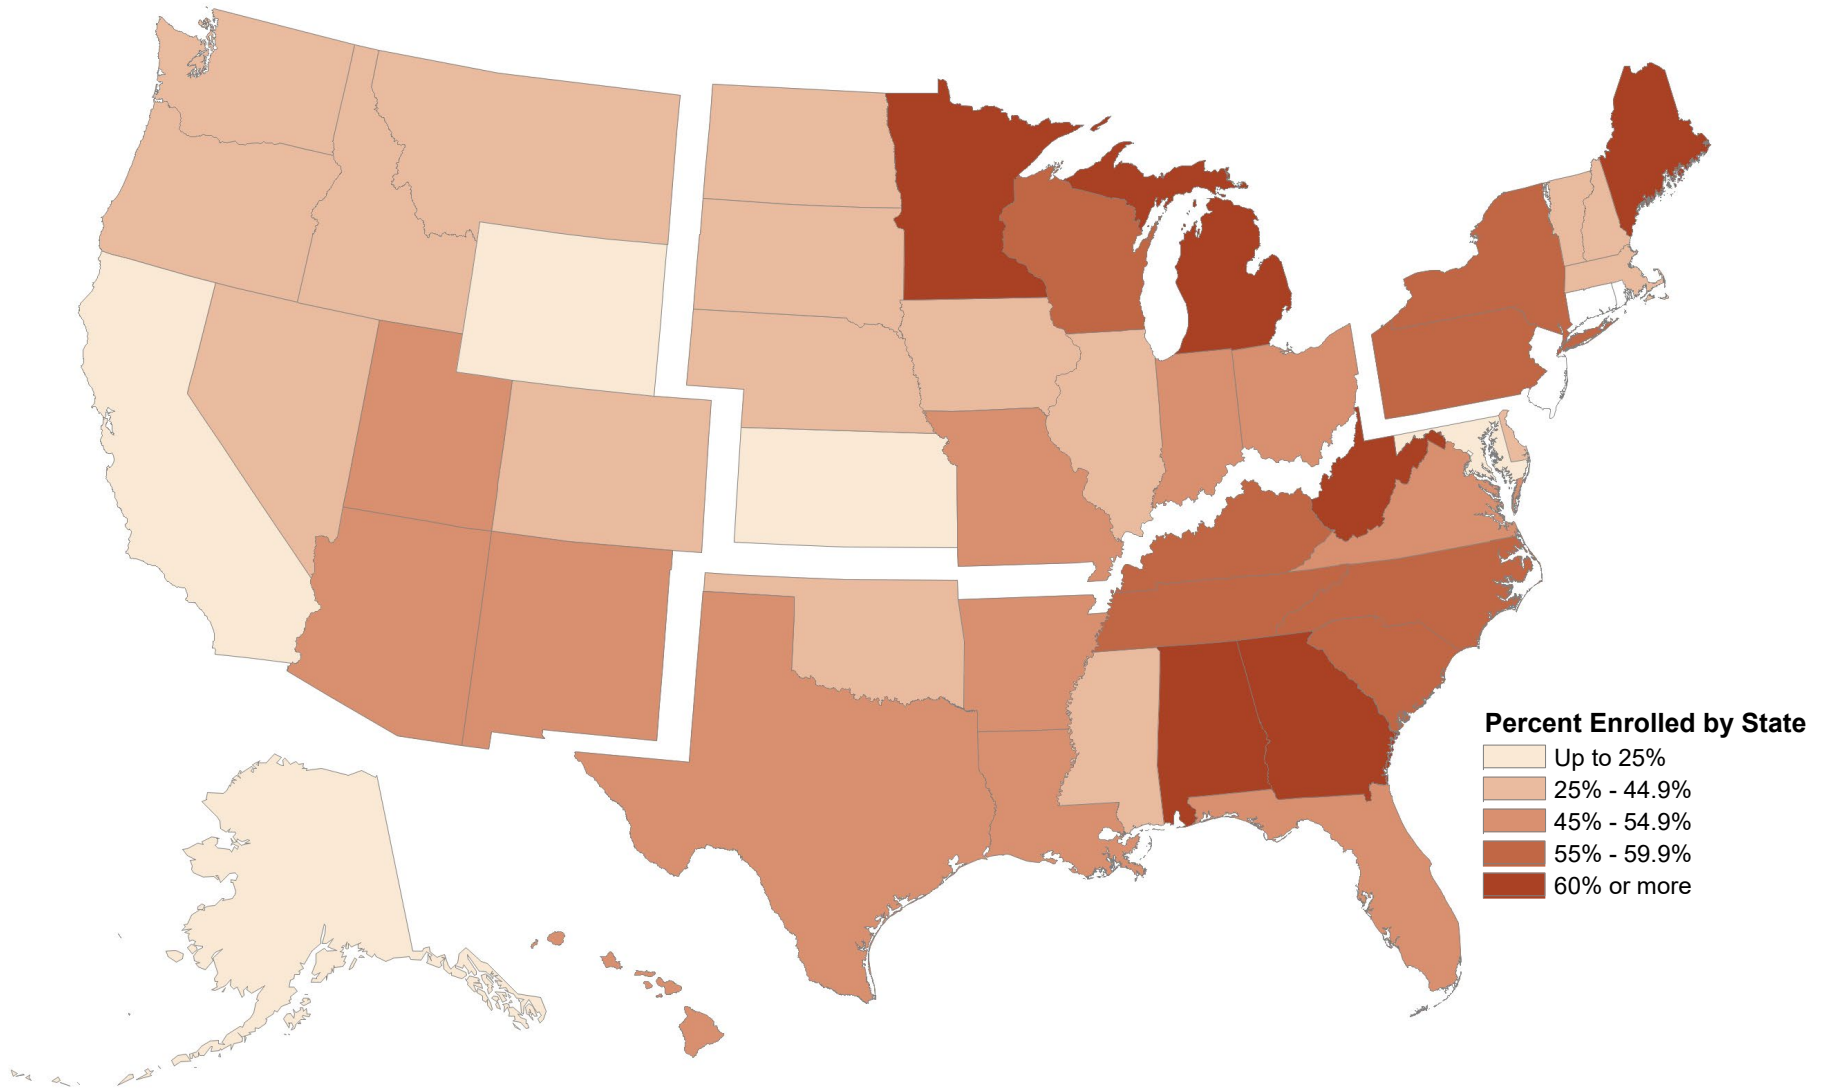 Percent Enrolled by State
Up to 25%
25% - 44.9%
45% - 54.9%
55% - 59.9%
60% or more